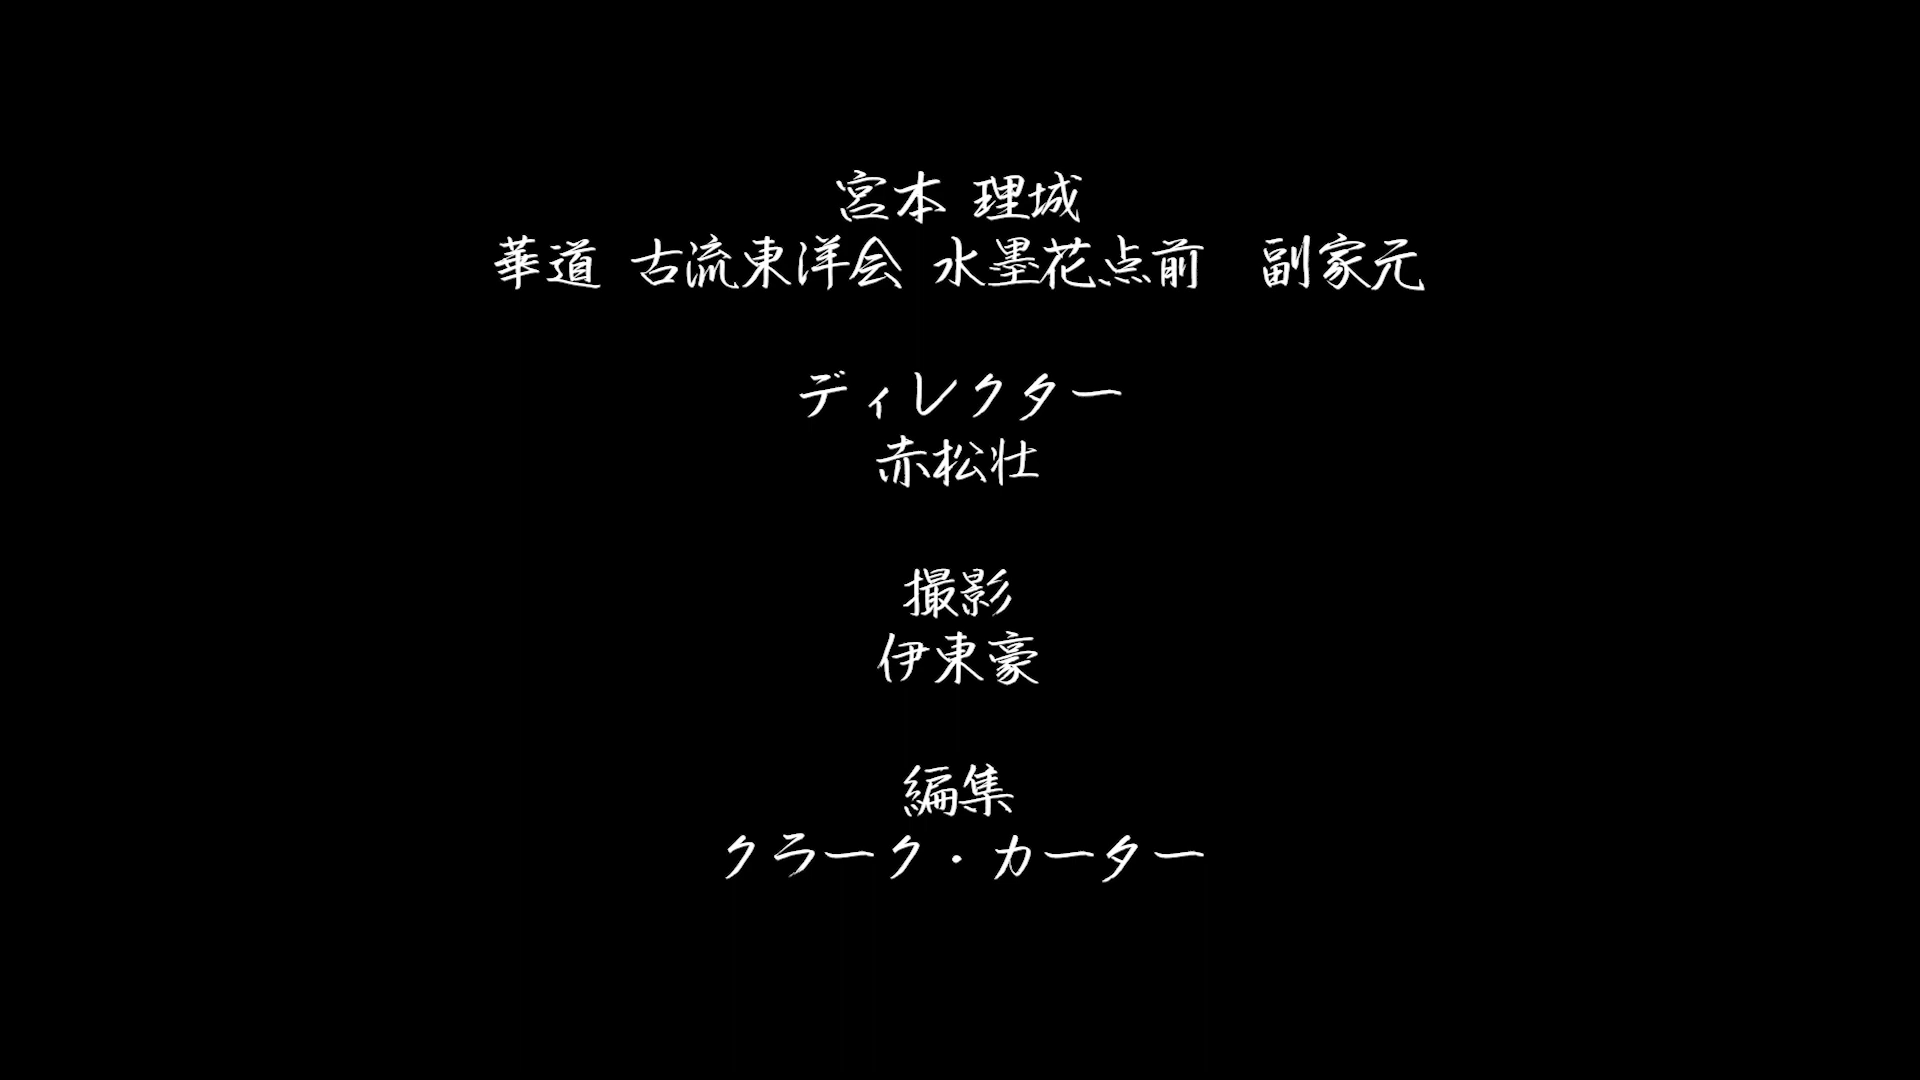 宮本 理城
華道 古流東洋会 水墨花点前　副家元
ディレクター
赤松壮
撮影
伊東豪
編集
クラーク・カーター